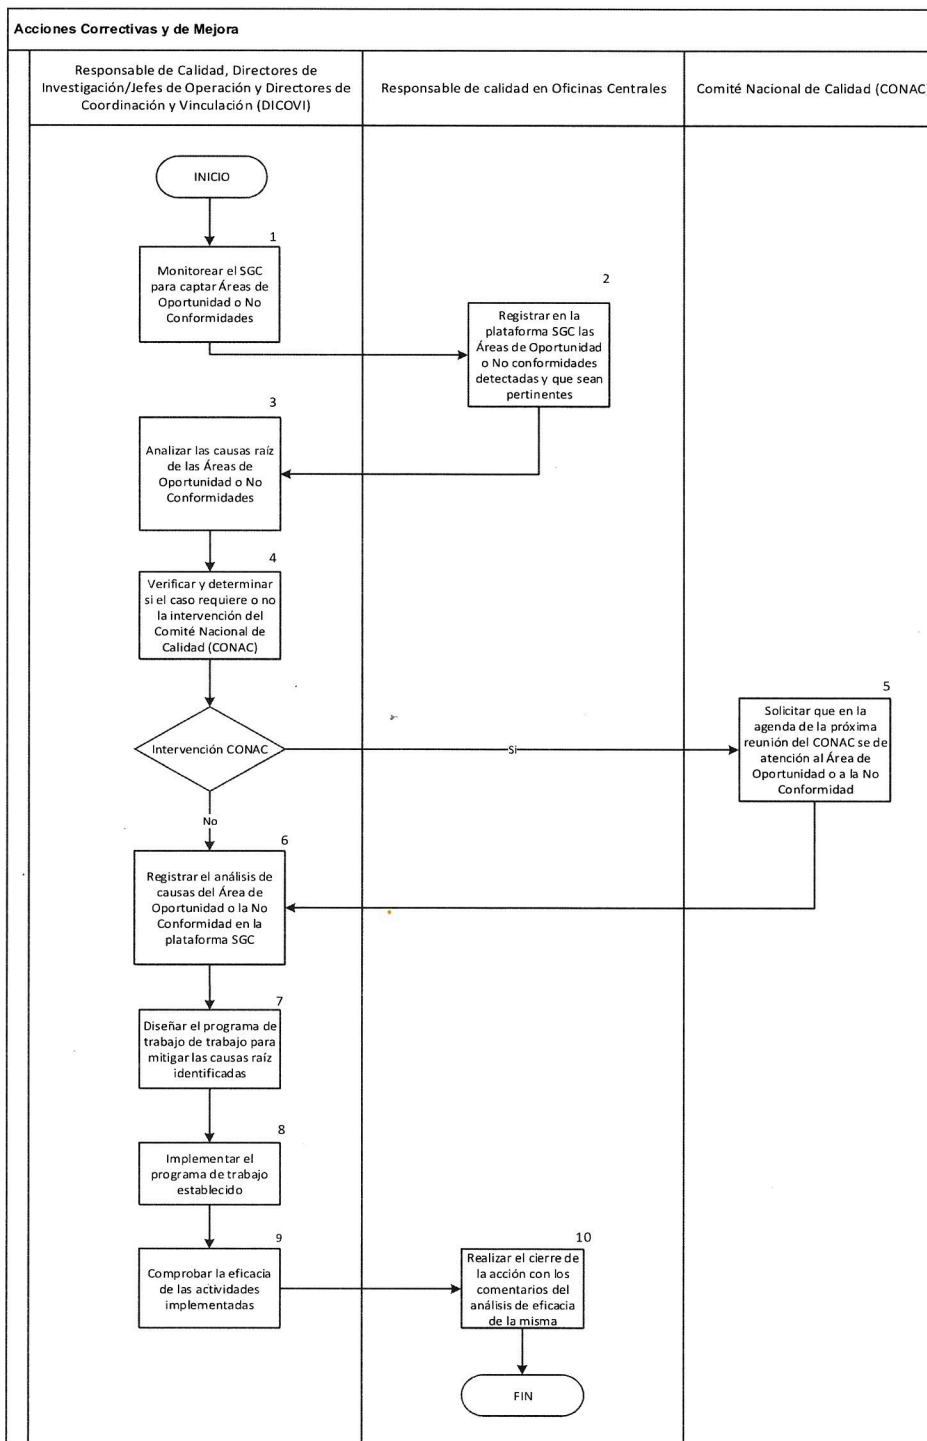 Acciones Correctivas y de Mejora
Responsable de Calidad, Directores de
Investigación/Jefes de Operación y Directores de
Coordinación y Vinculación (DICOVI)
Responsable de calidad en Oficinas Centrales
Comité Nacional de Calidad (CONAC)
INICIO
1
Monitorear el SGC
para captar Áreas de
Oportunidad o No
Conformidades
2
Registrar en la
plataforma SGC las
Áreas de Oportunidad
o No conformidades
detectadas y que sean
pertinentes
3
Analizar las causas raíz
de las Áreas de
Oportunidad o No
Conformidades
4
Verificar y determinar
si el caso requiere o no
la intervención del
Comité Nacional de
Calidad (CONAC)
Intervención CONAC
Si
5
Solicitar que en la
agenda de la próxima
reunión del CONAC se de
atención al Área de
Oportunidad o a la No
Conformidad
No
6
Registrar el análisis de
causas del Área de
Oportunidad o la No
Conformidad en la
plataforma SGC
7
Diseñar el programa de
trabajo de trabajo para
mitigar las causas raíz
identificadas
8
Implementar el
programa de trabajo
establecido
9
Comprobar la eficacia
de las actividades
implementadas
10
Realizar el cierre de
la acción con los
comentarios del
análisis de eficacia
de la misma
FIN